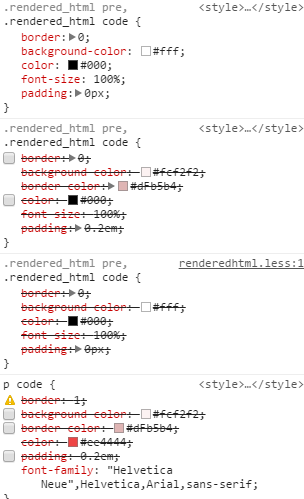 .rendered_html pre, <style>…</style>
.rendered_html code {
border:▶0;
background-color: #fff;
color: #000;
font-size: 100%;
padding:▶0px;
}
.rendered_html pre, <style>…</style>
.rendered_html code {
border:▶0;
background-color: #fcf2f2;
border-color:▶#dFb5b4;
color: #000;
font-size: 100%;
padding:▶0.2em;
}
.rendered_html pre, renderedhtml.less:1
.rendered_html code {
border:▶0;
background-color: #fff;
color: #000;
font-size: 100%;
padding:▶0px;
}
p code { <style>…</style>
border: 1;
background-color: #fcf2f2;
border-color: #dFb5b4;
color: #ee4444;
padding: 0.2em;
font-family: "Helvetica
Neue",Helvetica,Arial,sans-serif;
}